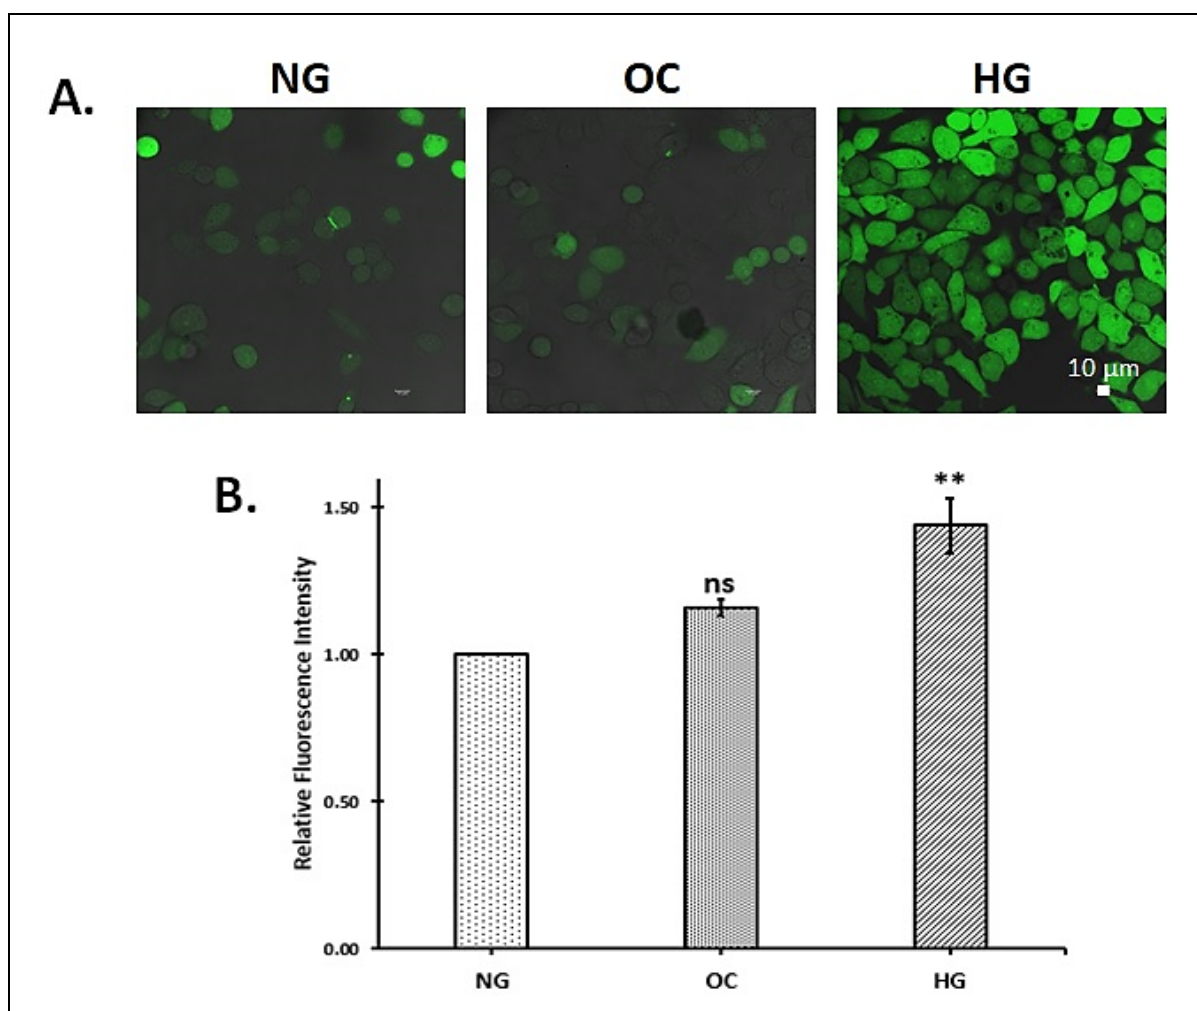 A.
NG
OC
HG
10 μm
B.
Relative Fluorescence Intensity
1.50
1.00
0.50
0.00
ns
**
NG
OC
HG